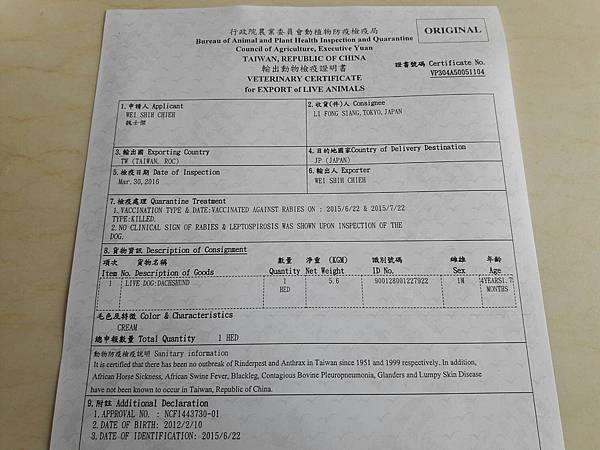 行政院農業委員會動植物防疫檢疫局
Bureau of Animal and Plant Health Inspection and Quarantine
Council of Agriculture, Executive Yuan
TAIWAN, REPUBLIC OF CHINA
輸出動物檢疫證明書
VETERINARY CERTIFICATE
for EXPORT of LIVE ANIMALS
ORIGINAL
證書號碼 Certificate No.
VP304A50051104
1.申請人 Applicant
WEI SHIH CHIEH
魏士傑
2.收貨(件)人 Consignee
LI FONG SIANG,TOKYO,JAPAN
3.輸出國 Exporting Country
TW (TAIWAN, ROC)
4.目的地國家Country of Delivery Destination
JP (JAPAN)
5.檢疫日期 Date of Inspection
Mar. 30, 2016
6.輸出人 Exporter
WEI SHIH CHIEH
7.檢疫處理 Quarantine Treatment
1.VACCINATION TYPE & DATE:VACCINATED AGAINST RABIES ON : 2015/6/22 & 2015/7/22
TYPE:KILLED.
2. NO CLINICAL SIGN OF RABIES & LEPTOSPIROSIS WAS SHOWN UPON INSPECTION OF THE
DOG.
8.貨物資訊 Description of Consignment
項次 貨物名稱 數量 淨重 (KGM) 識別號碼 雌雄 年齡
Item No. Description of Goods Quantity Net Weight ID No. Sex Age
1 LIVE DOG:DACHSHUND 1 5.6 900128001227922 1M 4YEARS1.7
HED MONTHS
毛色及特徵 Color & Characteristics
CREAM
總申報數量 Total Quantity 1 HED
動物防疫檢疫說明 Sanitary information
It is certified that there has been no outbreak of Rinderpest and Anthrax in Taiwan since 1951 and 1999 respectively. In addition,
African Horse Sickness, African Swine Fever, Blackleg, Contagious Bovine Pleuropneumonia, Glanders and Lumpy Skin Disease
have not been known to occur in Taiwan, Republic of China.
9.附註 Additional Declaration
1.APPROVAL NO. : NCF1443730-01
2.DATE OF BIRTH: 2012/2/10
3.DATE OF IDENTIFICATION: 2015/6/22